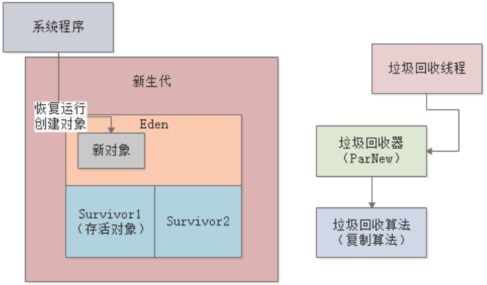 系统程序
新生代
恢复运行
创建对象
Eden
新对象
Survivor1
(存活对象)
Survivor2
垃圾回收线程
垃圾回收器
(ParNew)
垃圾回收算法
(复制算法)